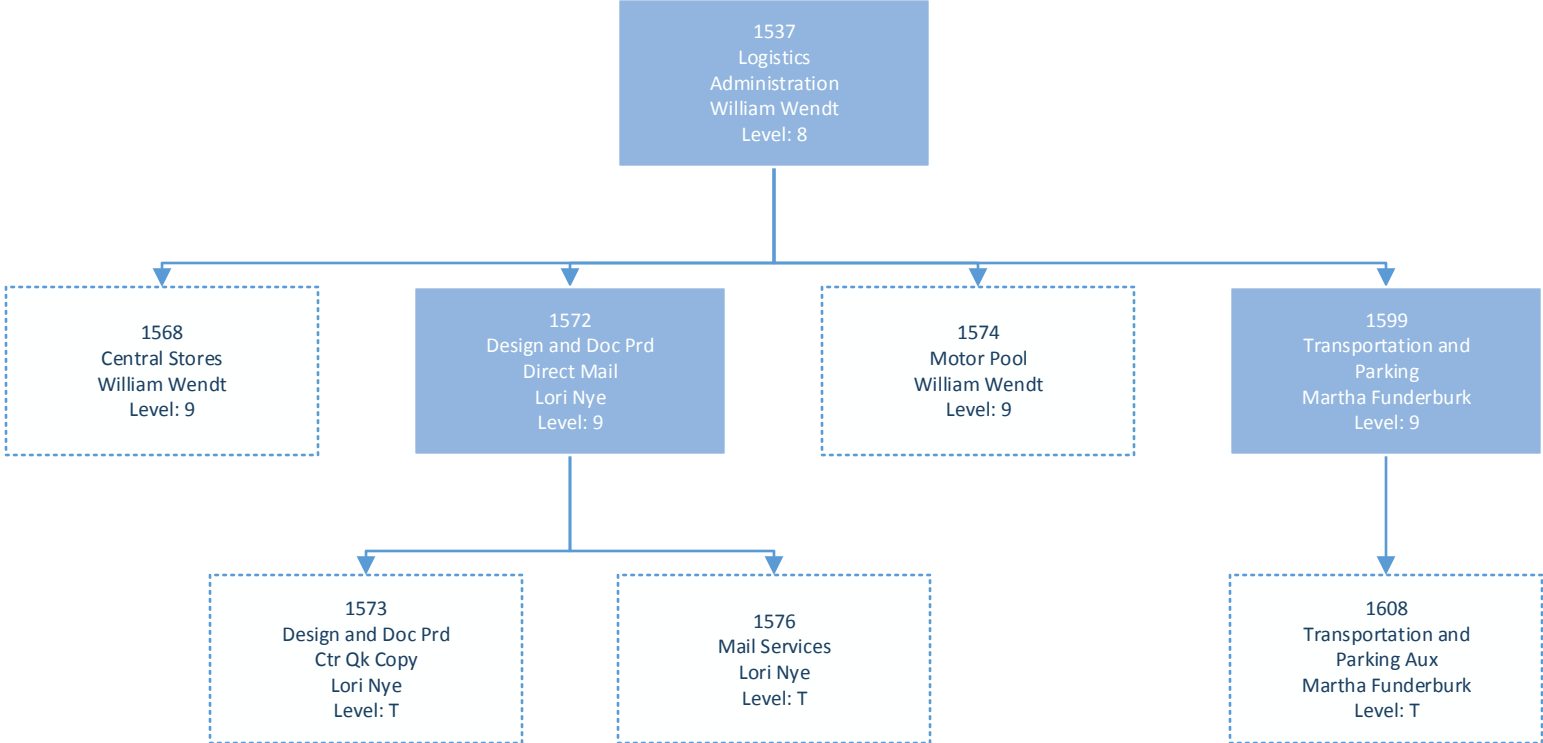 1537
Logistics
Administration
William Wendt
Level: 8
1568
Central Stores
William Wendt
Level: 9
1572
Design and Doc Prd
Direct Mail
Lori Nye
Level: 9
1574
Motor Pool
William Wendt
Level: 9
1599
Transportation and
Parking
Martha Funderburk
Level: 9
1573
Design and Doc Prd
Ctr Qk Copy
Lori Nye
Level: T
1576
Mail Services
Lori Nye
Level: T
1608
Transportation and
Parking Aux
Martha Funderburk
Level: T